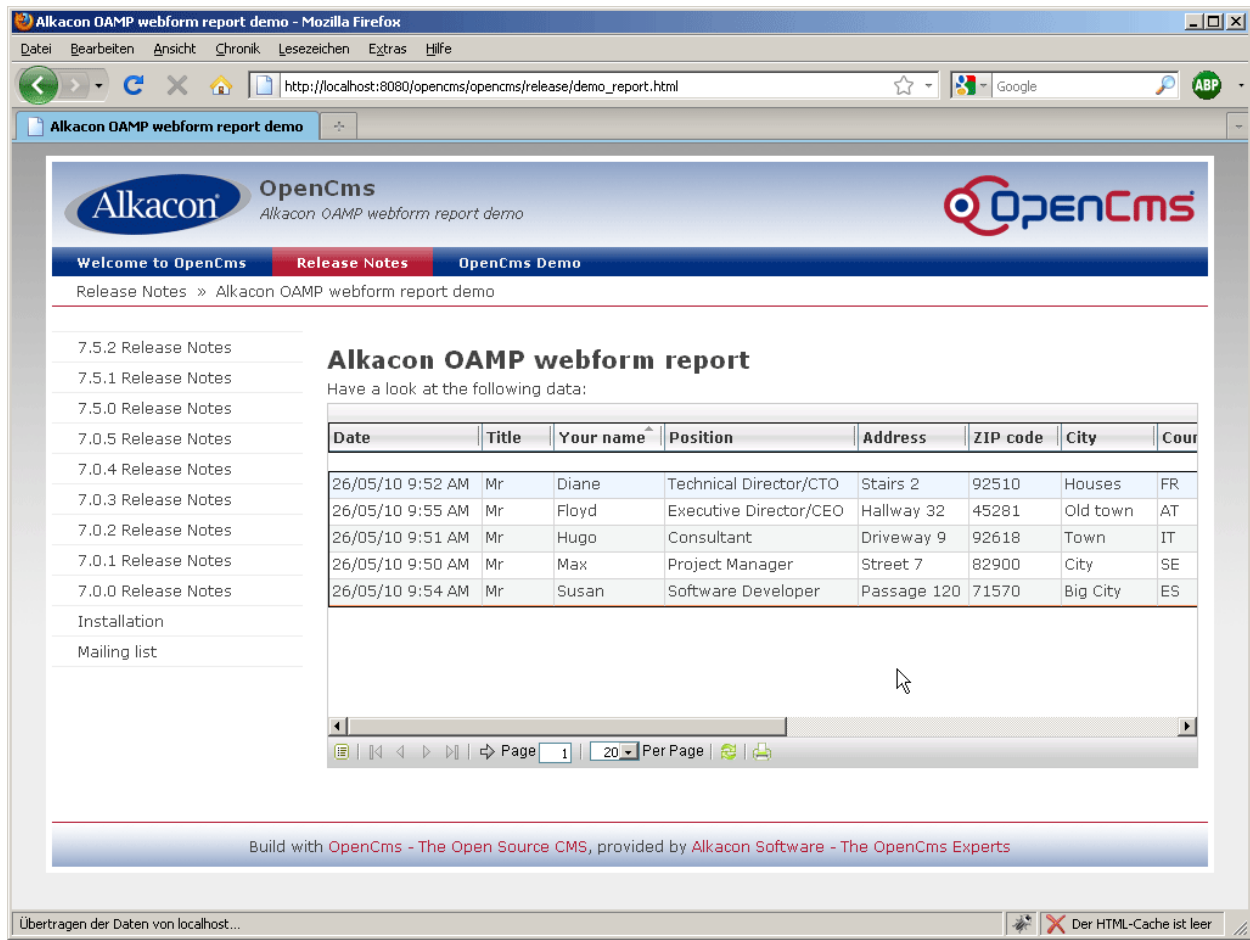 Alkacon OAMP webform report demo - Mozilla Firefox
Datei Bearbeiten Ansicht Chronik Lesezeichen Extras Hilfe
http://localhost:8080/opencms/opencms/release/demo_report.html Google ABP
Alkacon OAMP webform report demo
Alkacon OpenCms
Alkacon OAMP webform report demo
OpenCms
Welcome to OpenCms Release Notes OpenCms Demo
Release Notes » Alkacon OAMP webform report demo
7.5.2 Release Notes
7.5.1 Release Notes
7.5.0 Release Notes
7.0.5 Release Notes
7.0.4 Release Notes
7.0.3 Release Notes
7.0.2 Release Notes
7.0.1 Release Notes
7.0.0 Release Notes
Installation
Mailing list
Alkacon OAMP webform report
Have a look at the following data:
Date Title Your name Position Address ZIP code City Cour
26/05/10 9:52 AM Mr Diane Technical Director/CTO Stairs 2 92510 Houses FR
26/05/10 9:55 AM Mr Floyd Executive Director/CEO Hallway 32 45281 Old town AT
26/05/10 9:51 AM Mr Hugo Consultant Driveway 9 92618 Town IT
26/05/10 9:50 AM Mr Max Project Manager Street 7 82900 City SE
26/05/10 9:54 AM Mr Susan Software Developer Passage 120 71570 Big City ES
Page 1 20 Per Page
Build with OpenCms - The Open Source CMS, provided by Alkacon Software - The OpenCms Experts
Übertragen der Daten von localhost... Der HTML-Cache ist leer